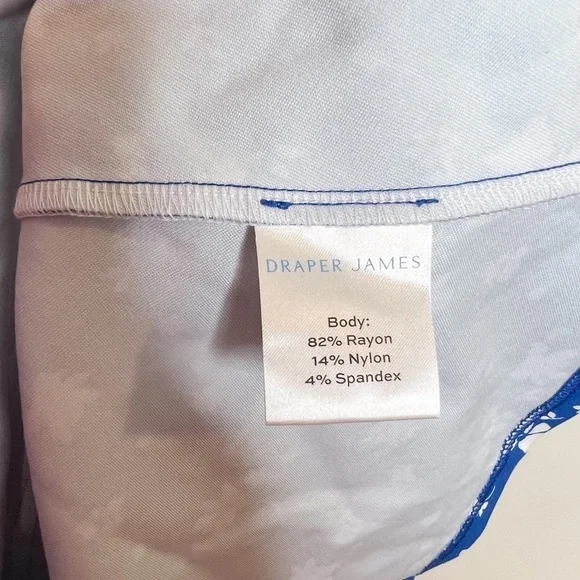 DRAPER JAMES
Body:
82% Rayon
14% Nylon
4% Spandex